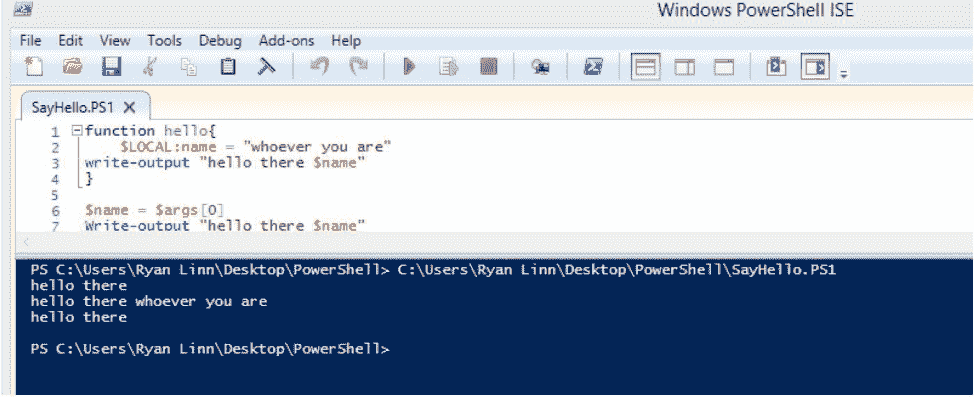 Windows PowerShell ISE
File Edit View Tools Debug Add-ons Help
SayHello.PS1 X
1 function hello{
2 $LOCAL:name = "whoever you are"
3 write-output "hello there $name"
4 }
5
6 $name = $args[0]
7 Write-output "hello there $name"
PS C:\Users\Ryan Linn\Desktop\PowerShell> C:\Users\Ryan Linn\Desktop\PowerShell\SayHello.PS1
hello there
hello there whoever you are
hello there
PS C:\Users\Ryan Linn\Desktop\PowerShell>